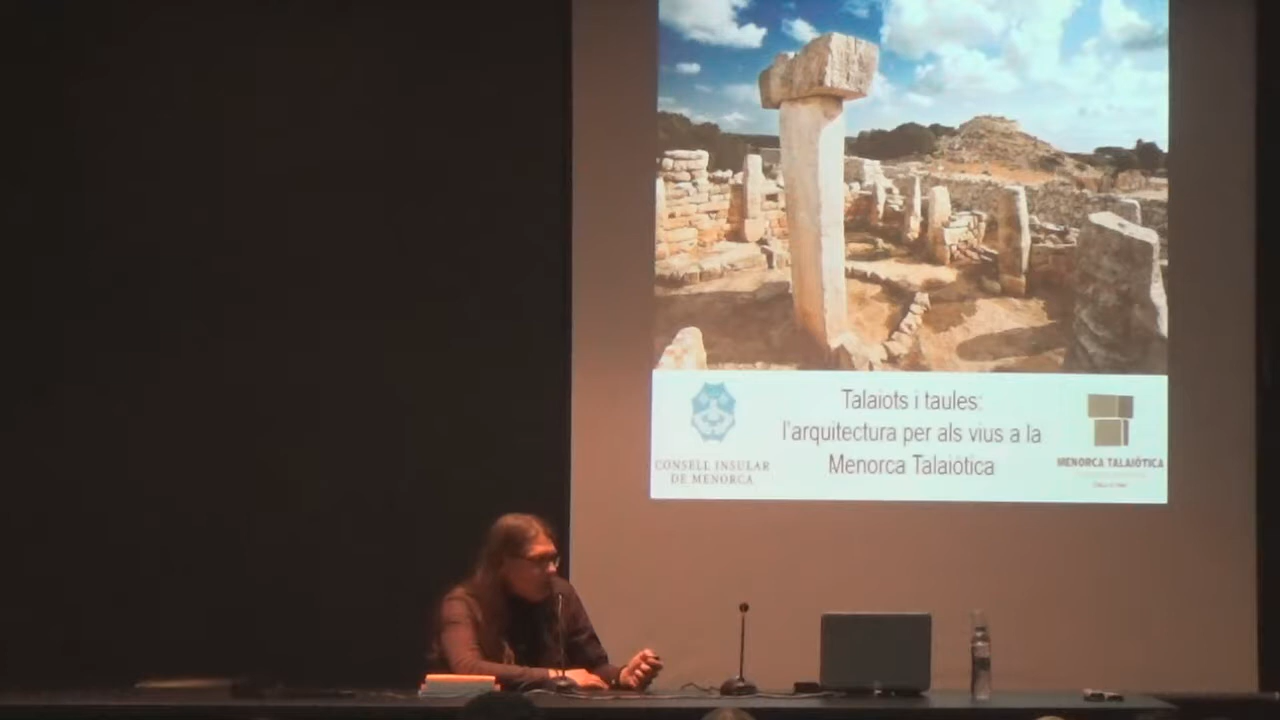 Talaiots i taules:
l'arquitectura per als vius a la
Menorca Talaiòtica
CONSELL INSULAR
DE MENORCA
MENORCA TALAIÒTICA